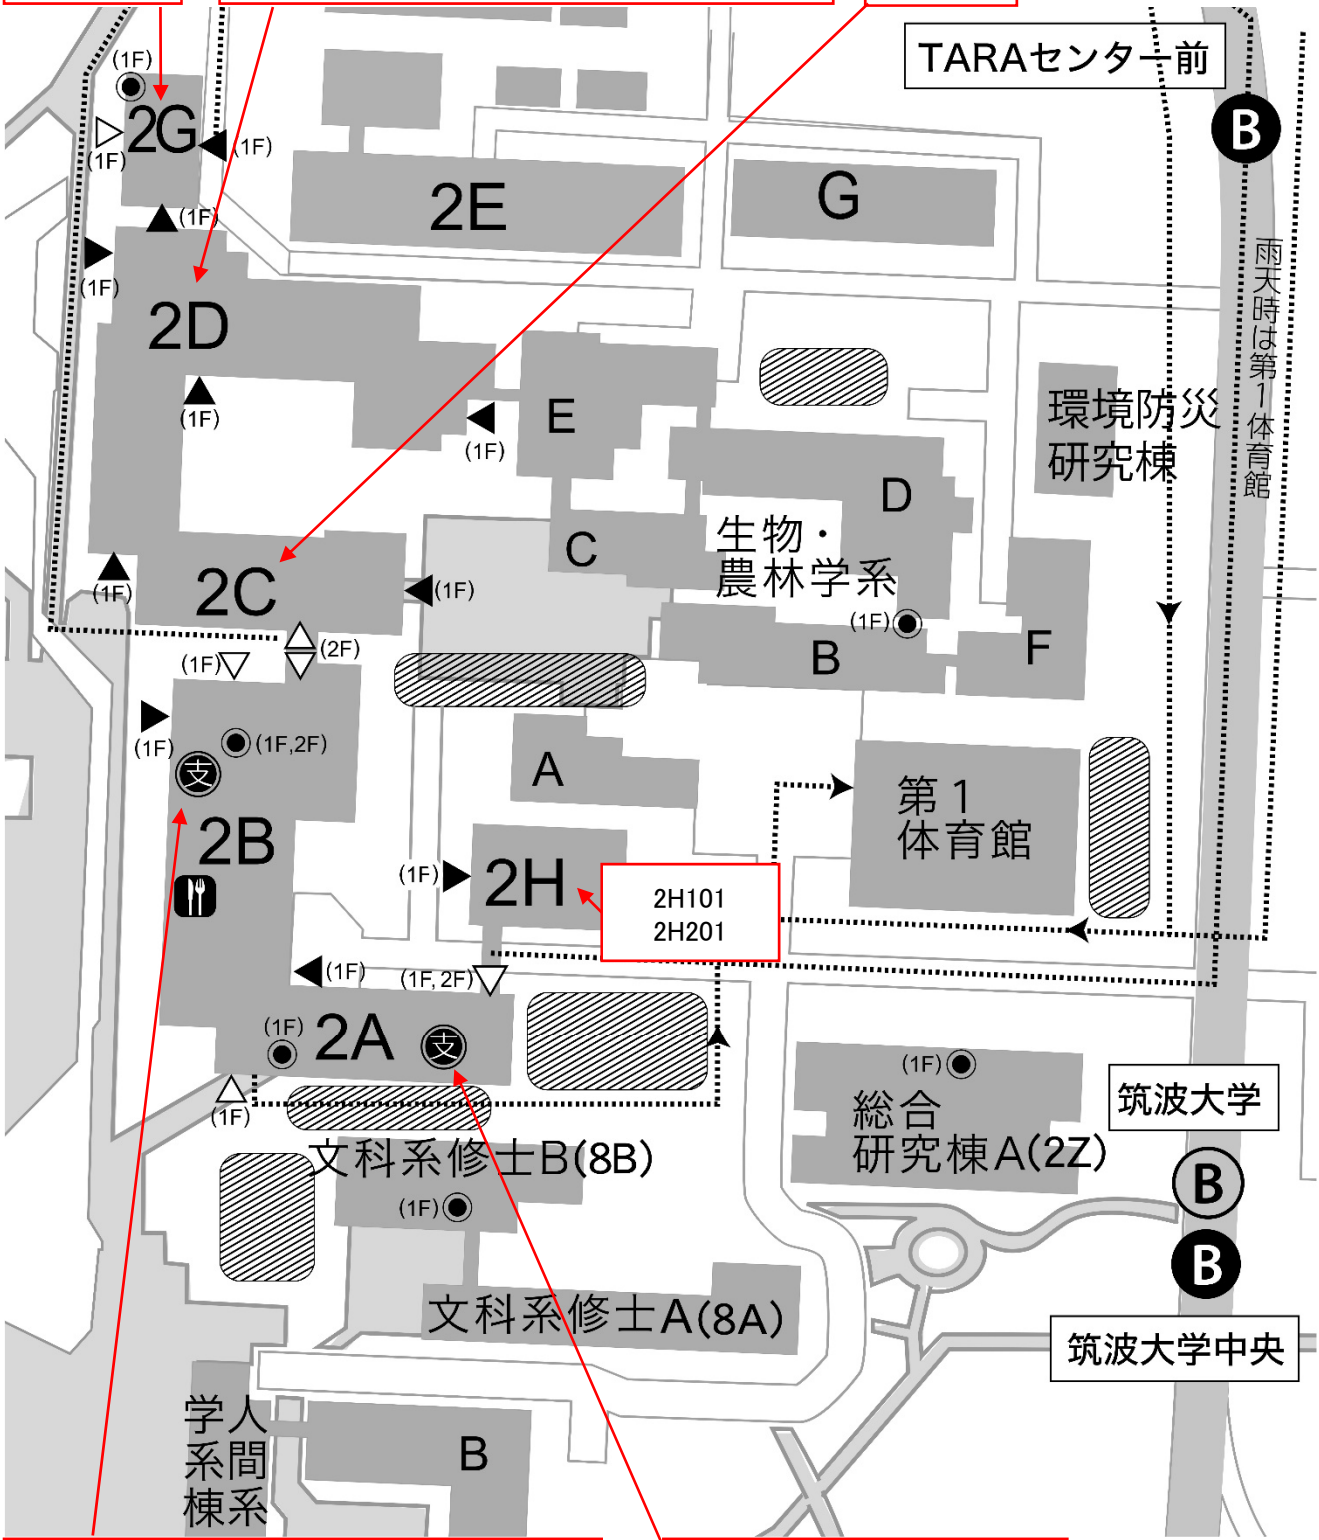 TARAセンター前
B
(1F)
2G
(1F)
(1F)
(1F)
2E
G
(1F)
2D
雨天時は第1体育館
(1F)
E
(1F)
環境防災
研究棟
D
C
生物・
農林学系
(1F)
2C
(1F)
(1F)
B
F
(1F)
(2F)
(1F)
(1F,2F)
支
A
第1
体育館
2B
(1F)
2H
2H101
2H201
(1F)
(1F, 2F)
(1F)
2A
支
(1F)
(1F)
総合
研究棟A(2Z)
筑波大学
B
B
筑波大学中央
文科系修士B(8B)
(1F)
文科系修士A(8A)
人間系
学系棟
B